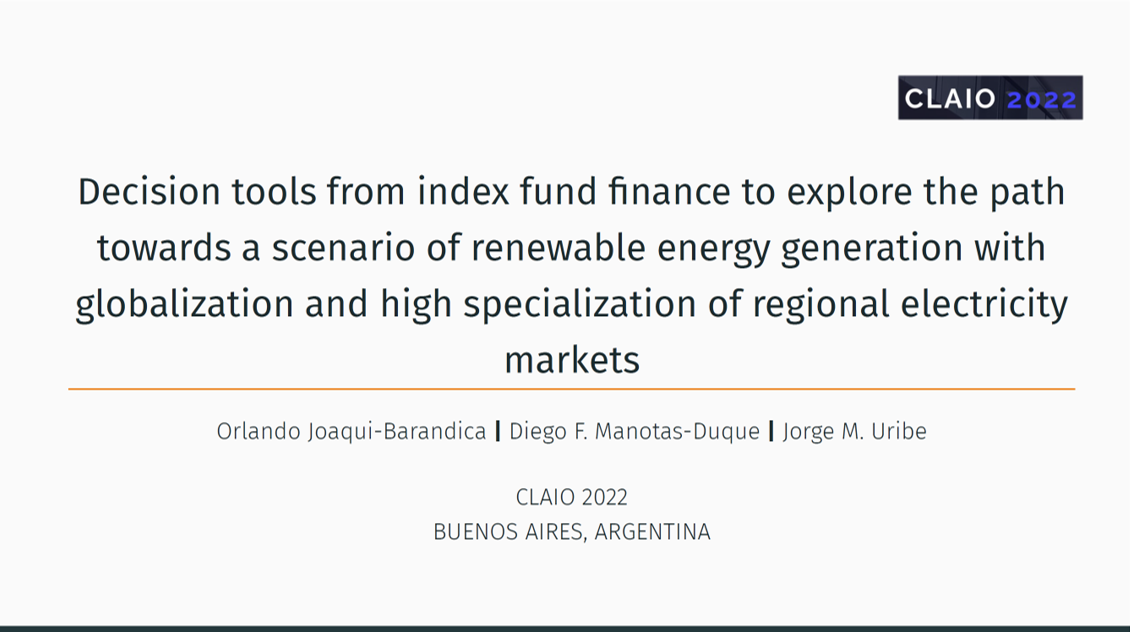 CLAIO 2022
Decision tools from index fund finance to explore the path
towards a scenario of renewable energy generation with
globalization and high specialization of regional electricity
markets
Orlando Joaqui-Barandica | Diego F. Manotas-Duque | Jorge M. Uribe
CLAIO 2022
BUENOS AIRES, ARGENTINA